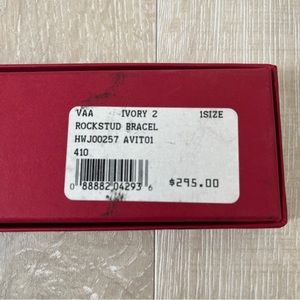 VAA IVORY 2 1SIZE
ROCKSTUD BRACEL
HWJ00257 AVIT01
410
0 88882 04293 6
$295.00